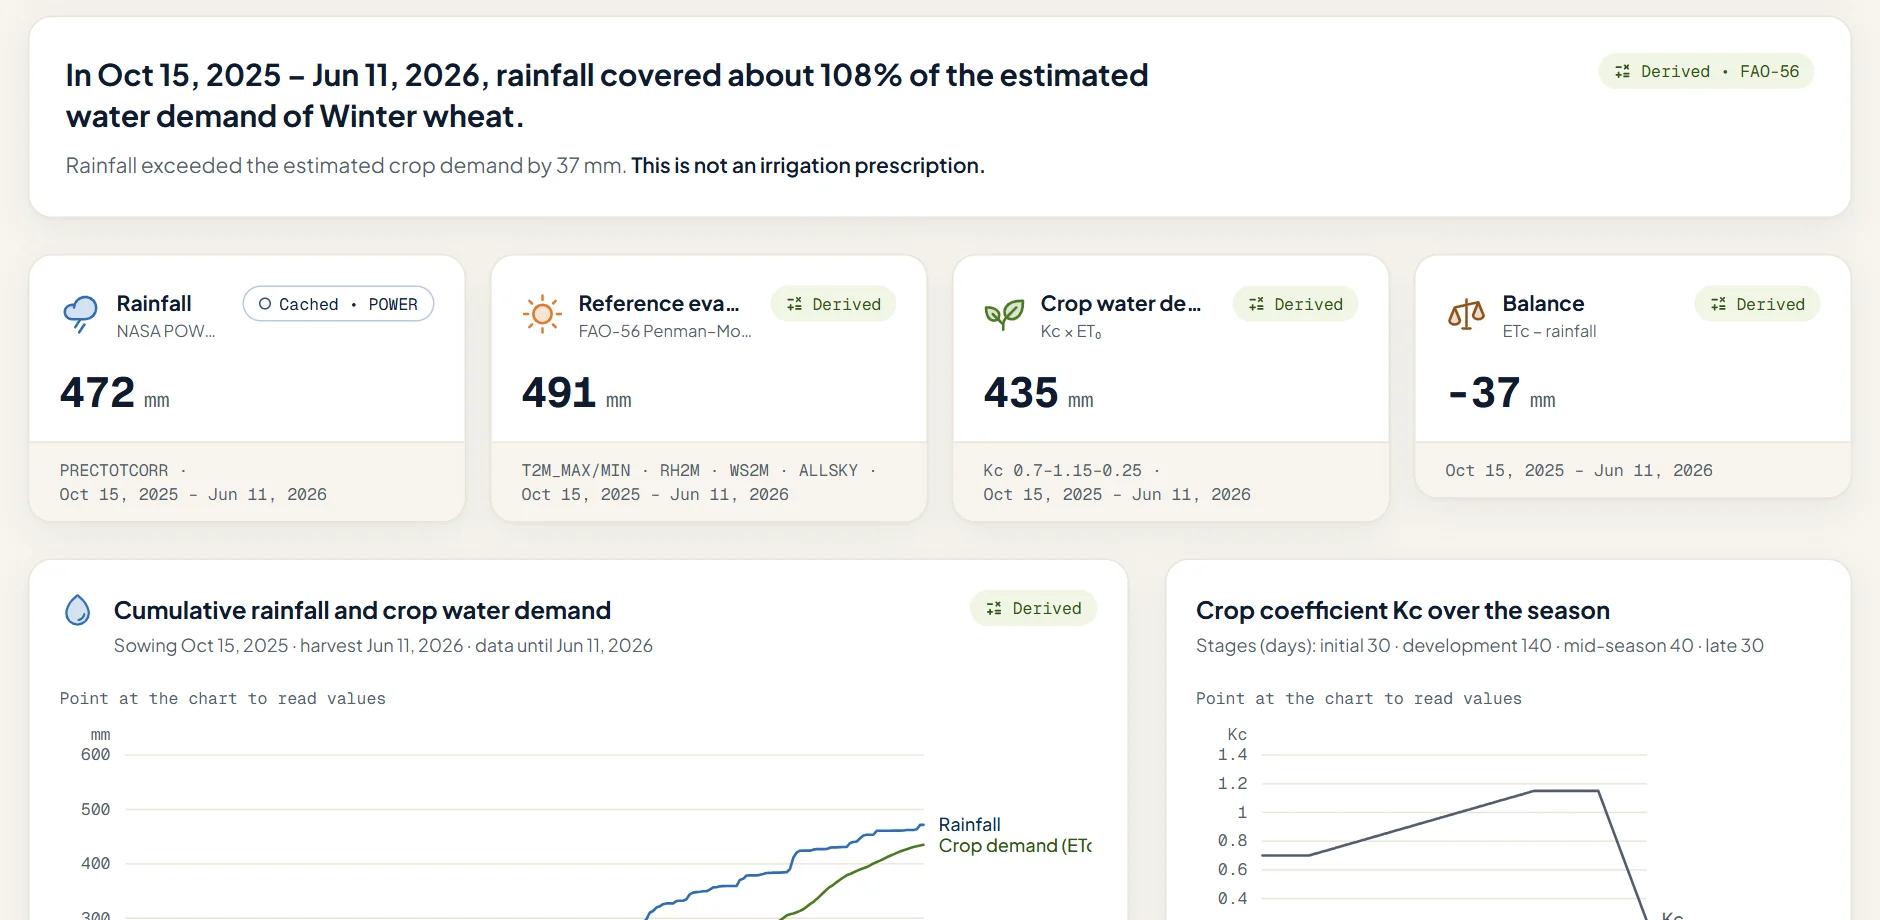 In Oct 15, 2025 – Jun 11, 2026, rainfall covered about 108% of the estimated
water demand of Winter wheat.
Derived • FAO-56
Rainfall exceeded the estimated crop demand by 37 mm. This is not an irrigation prescription.
Rainfall
NASA POW...
Cached • POWER
472 mm
PRECTOTCORR ·
Oct 15, 2025 – Jun 11, 2026
Reference eva...
FAO-56 Penman–Mo...
Derived
491 mm
T2M_MAX/MIN · RH2M · WS2M · ALLSKY ·
Oct 15, 2025 – Jun 11, 2026
Crop water de...
Kc × ET₀
Derived
435 mm
Kc 0.7–1.15–0.25 ·
Oct 15, 2025 – Jun 11, 2026
Balance
ETc – rainfall
Derived
-37 mm
Oct 15, 2025 – Jun 11, 2026
Cumulative rainfall and crop water demand
Derived
Sowing Oct 15, 2025 · harvest Jun 11, 2026 · data until Jun 11, 2026
Point at the chart to read values
mm
600
500
400
300
Rainfall
Crop demand (ETc
Crop coefficient Kc over the season
Stages (days): initial 30 · development 140 · mid-season 40 · late 30
Point at the chart to read values
Kc
1.4
1.2
1
0.8
0.6
0.4
Kc